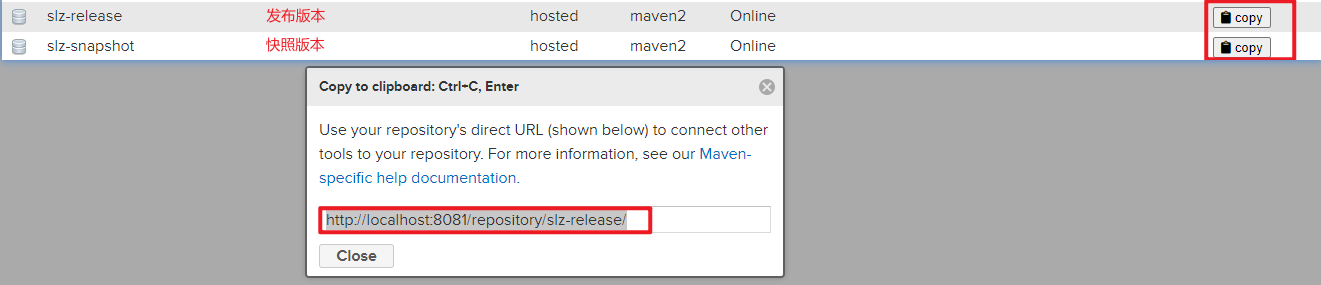 slz-release 发布版本 hosted maven2 Online copy
slz-snapshot 快照版本 hosted maven2 Online copy
Copy to clipboard: Ctrl+C, Enter
Use your repository's direct URL (shown below) to connect other
tools to your repository. For more information, see our Maven-
specific help documentation.
http://localhost:8081/repository/slz-release/
Close